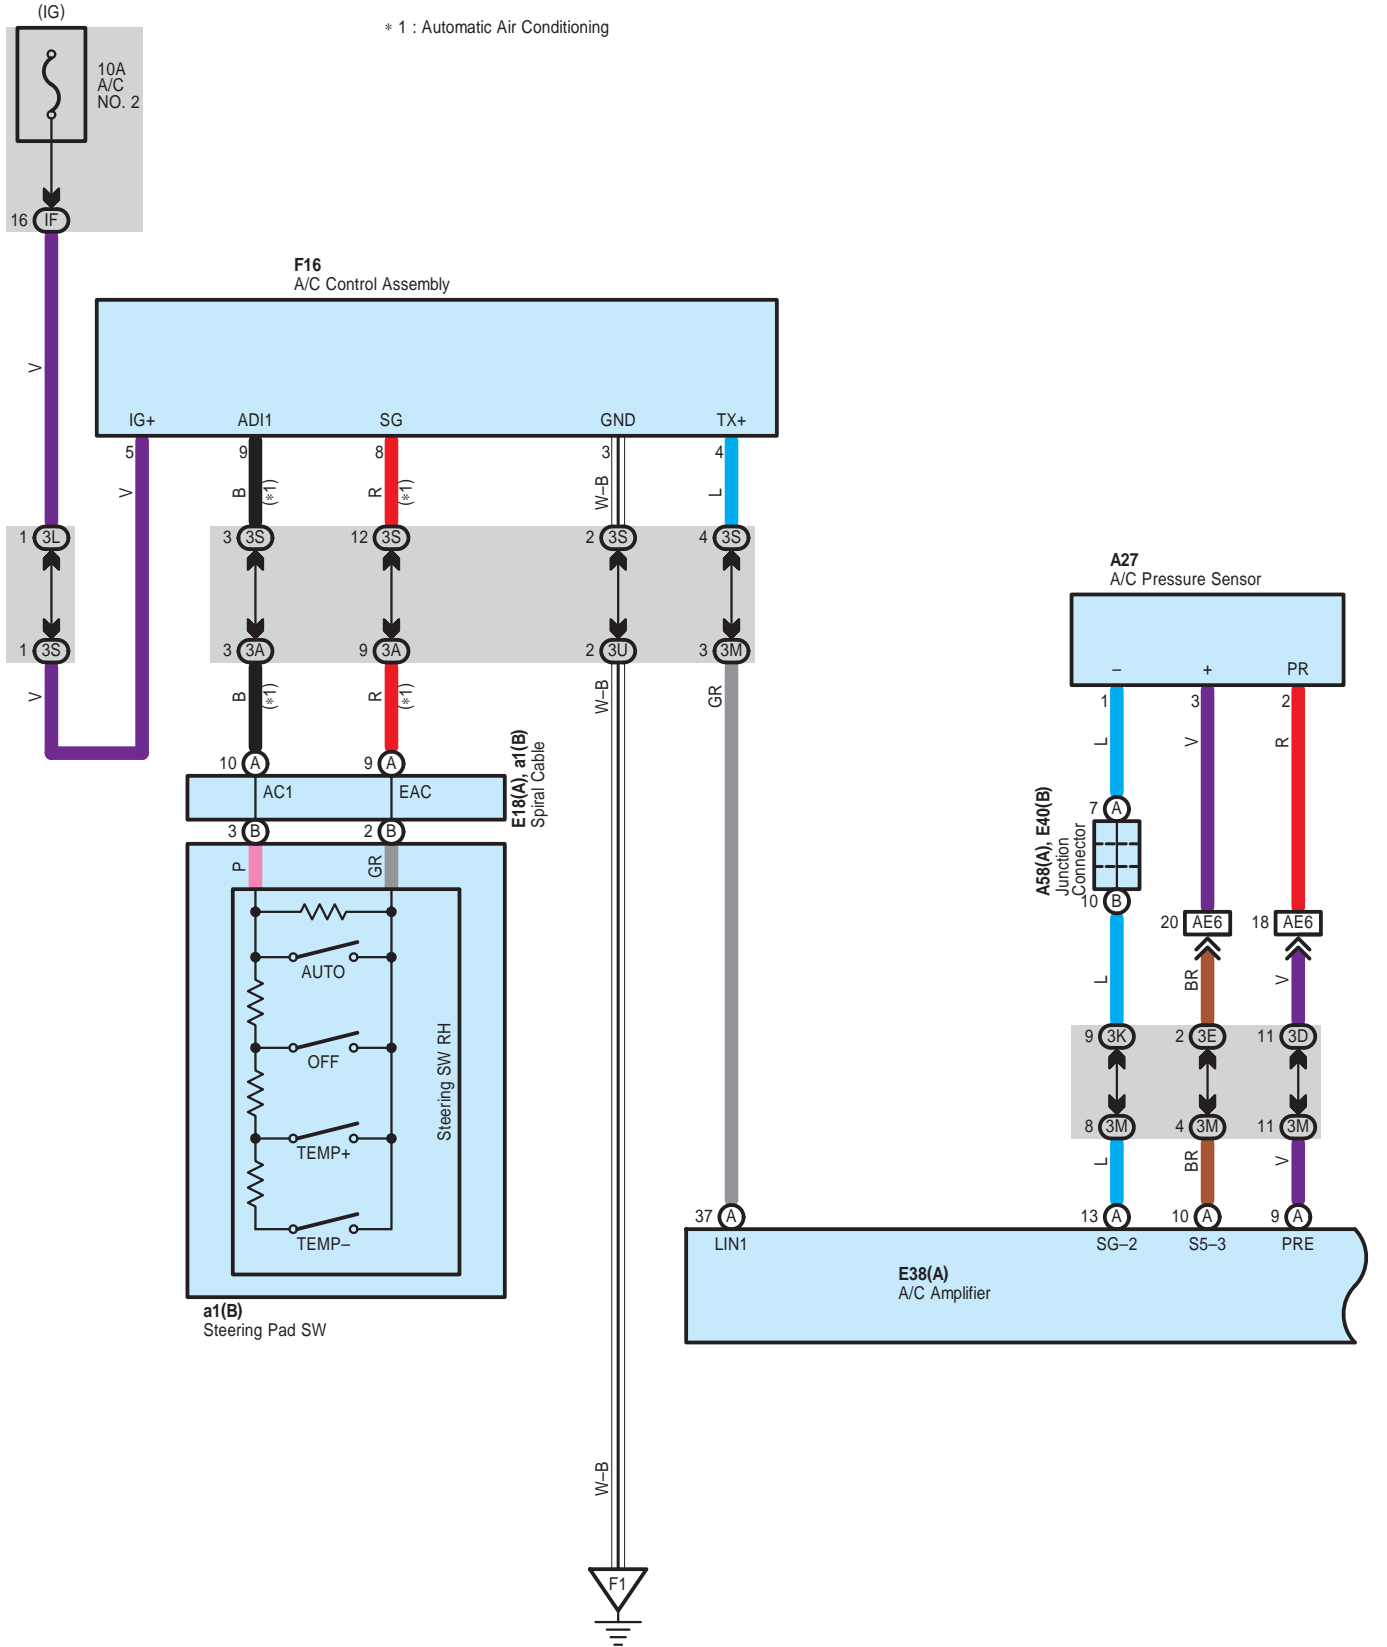 (IG)
* 1 : Automatic Air Conditioning
10A
A/C
NO. 2
16 IF
V
F16
A/C Control Assembly
IG+ ADI1 SG GND TX+
5 9 8 3 4
V B (*1) R (*1) W–B L
1 3L 3 3S 12 3S 2 3S 4 3S
1 3S 3 3A 9 3A 2 3U 3 3M
V B (*1) R (*1) W–B GR
10 A 9 A
AC1 EAC
E18(A), a1(B)
Spiral Cable
3 B 2 B
P GR
AUTO
OFF
TEMP+
TEMP–
Steering SW RH
a1(B)
Steering Pad SW
W–B
F1
A27
A/C Pressure Sensor
– + PR
1 3 2
L V R
7 A
A58(A), E40(B)
Junction
Connector
10 B
20 AE6 18 AE6
L BR V
9 3K 2 3E 11 3D
8 3M 4 3M 11 3M
L BR V
37 A 13 A 10 A 9 A
LIN1 SG–2 S5–3 PRE
E38(A)
A/C Amplifier